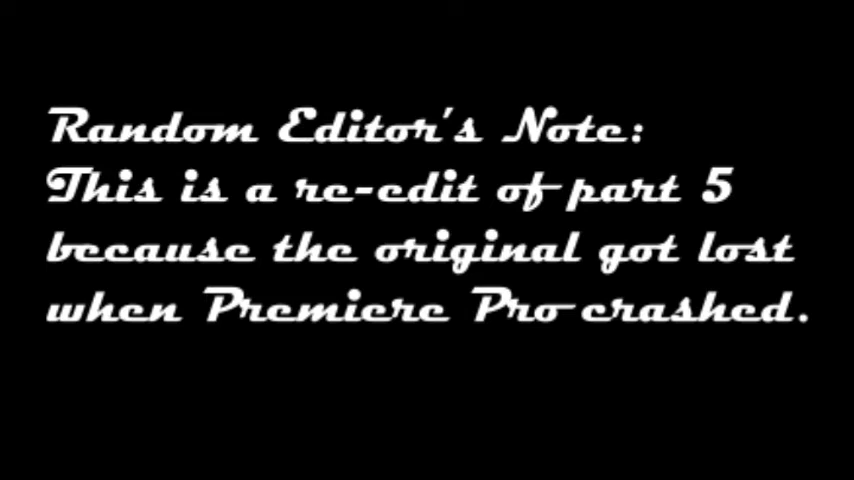 Random Editor's Note:
This is a re-edit of part 5
because the original got lost
when Premiere Pro crashed.